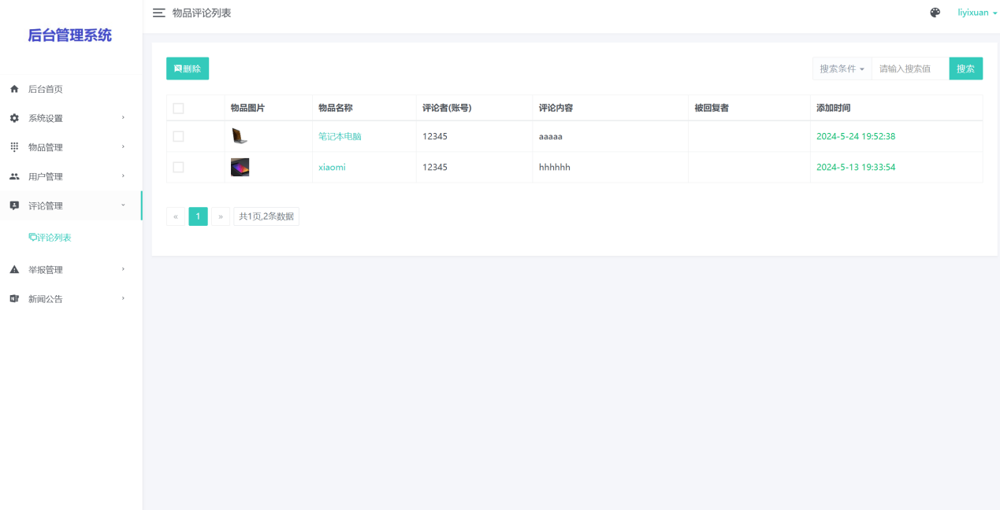 后台管理系统
后台首页
系统设置
物品管理
用户管理
评论管理
评论列表
举报管理
新闻公告
物品评论列表
liyixuan
删除
搜索条件 请输入搜索值 搜索
物品图片 物品名称 评论者(账号) 评论内容 被回复者 添加时间
笔记本电脑 12345 aaaaa 2024-5-24 19:52:38
xiaomi 12345 hhhhhh 2024-5-13 19:33:54
« 1 » 共1页,2条数据